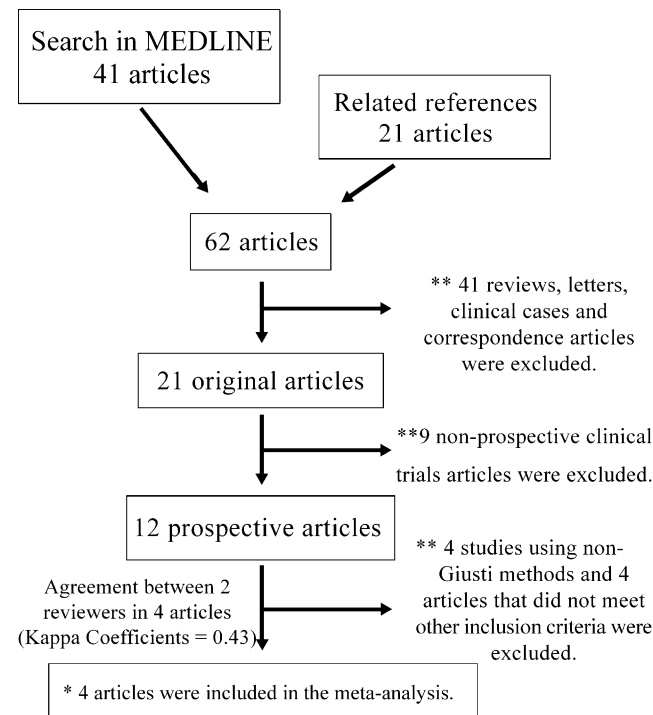 Search in MEDLINE
41 articles
Related references
21 articles
62 articles
** 41 reviews, letters,
clinical cases and
correspondence articles
were excluded.
21 original articles
**9 non-prospective clinical
trials articles were excluded.
12 prospective articles
** 4 studies using non-
Giusti methods and 4
articles that did not meet
other inclusion criteria were
excluded.
Agreement between 2
reviewers in 4 articles
(Kappa Coefficients = 0.43)
* 4 articles were included in the meta-analysis.